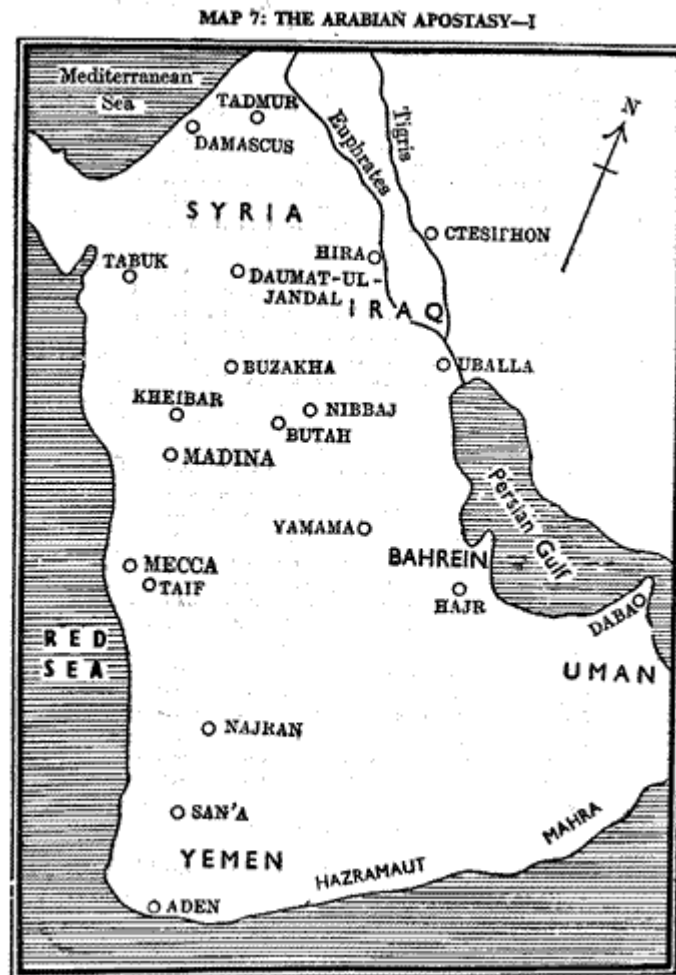 MAP 7: THE ARABIAN APOSTASY—I
Mediterranean
Sea
TADMUR
DAMASCUS
Euphrates
Tigris
N
SYRIA
CTESIPHON
HIRA
TABUK
DAUMAT-UL-
JANDAL
IRAQ
BUZAKHA
UBALLA
KHEIBAR
NIBBAJ
BUTAH
MADINA
Persian Gulf
YAMAMA
MECCA
BAHREIN
TAIF
HAJR
DABA
RED
SEA
UMAN
NAJRAN
SAN'A
MAHRA
YEMEN
HAZRAMAUT
ADEN